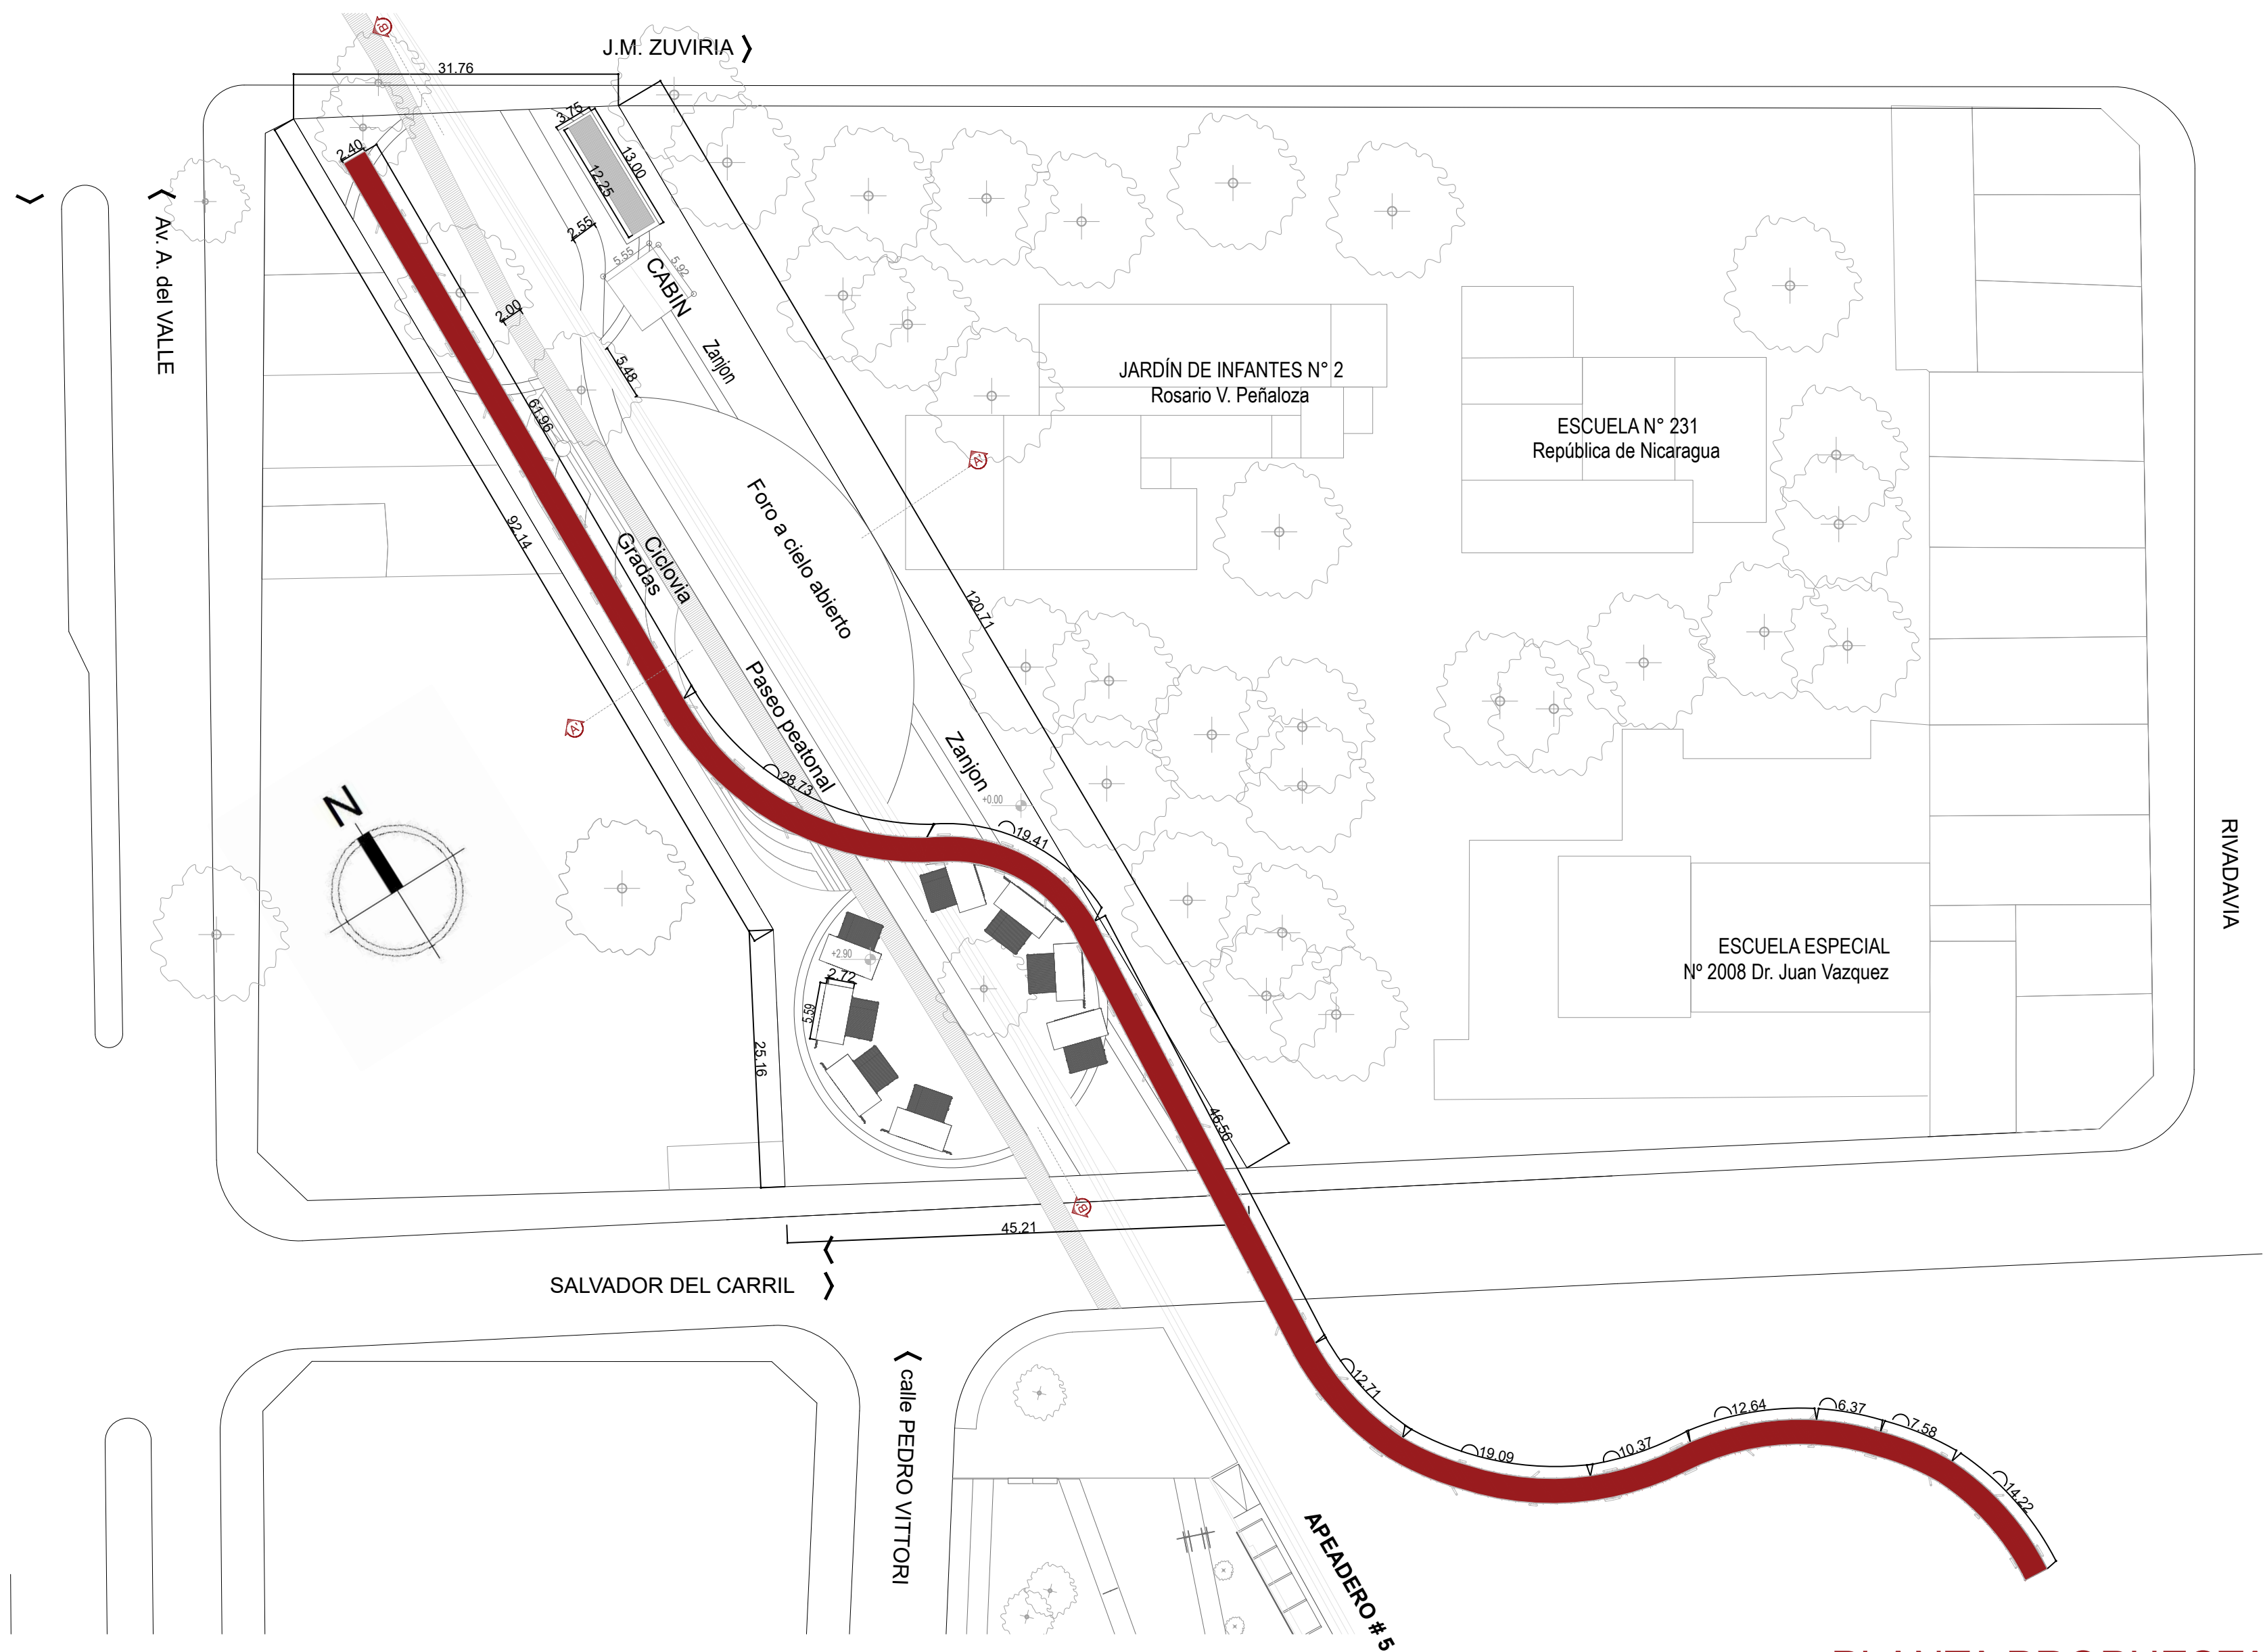 J.M. ZUVIRIA
31.76
3.75
2.40
13.00
12.25
2.55
5.55
5.92
CABIN
2.00
Zanjon
5.48
Av. A. del VALLE
JARDÍN DE INFANTES N° 2
Rosario V. Peñaloza
ESCUELA N° 231
República de Nicaragua
61.96
92.14
Gradas
Ciclovia
Foro a cielo abierto
120.71
Paseo peatonal
Zanjon
N
28.73
+0.00
19.41
RIVADAVIA
ESCUELA ESPECIAL
Nº 2008 Dr. Juan Vazquez
+2.90
2.72
5.59
25.16
46.56
45.21
SALVADOR DEL CARRIL
calle PEDRO VITTORI
12.71
19.09
10.37
12.64
6.37
7.58
14.22
APEADERO # 5